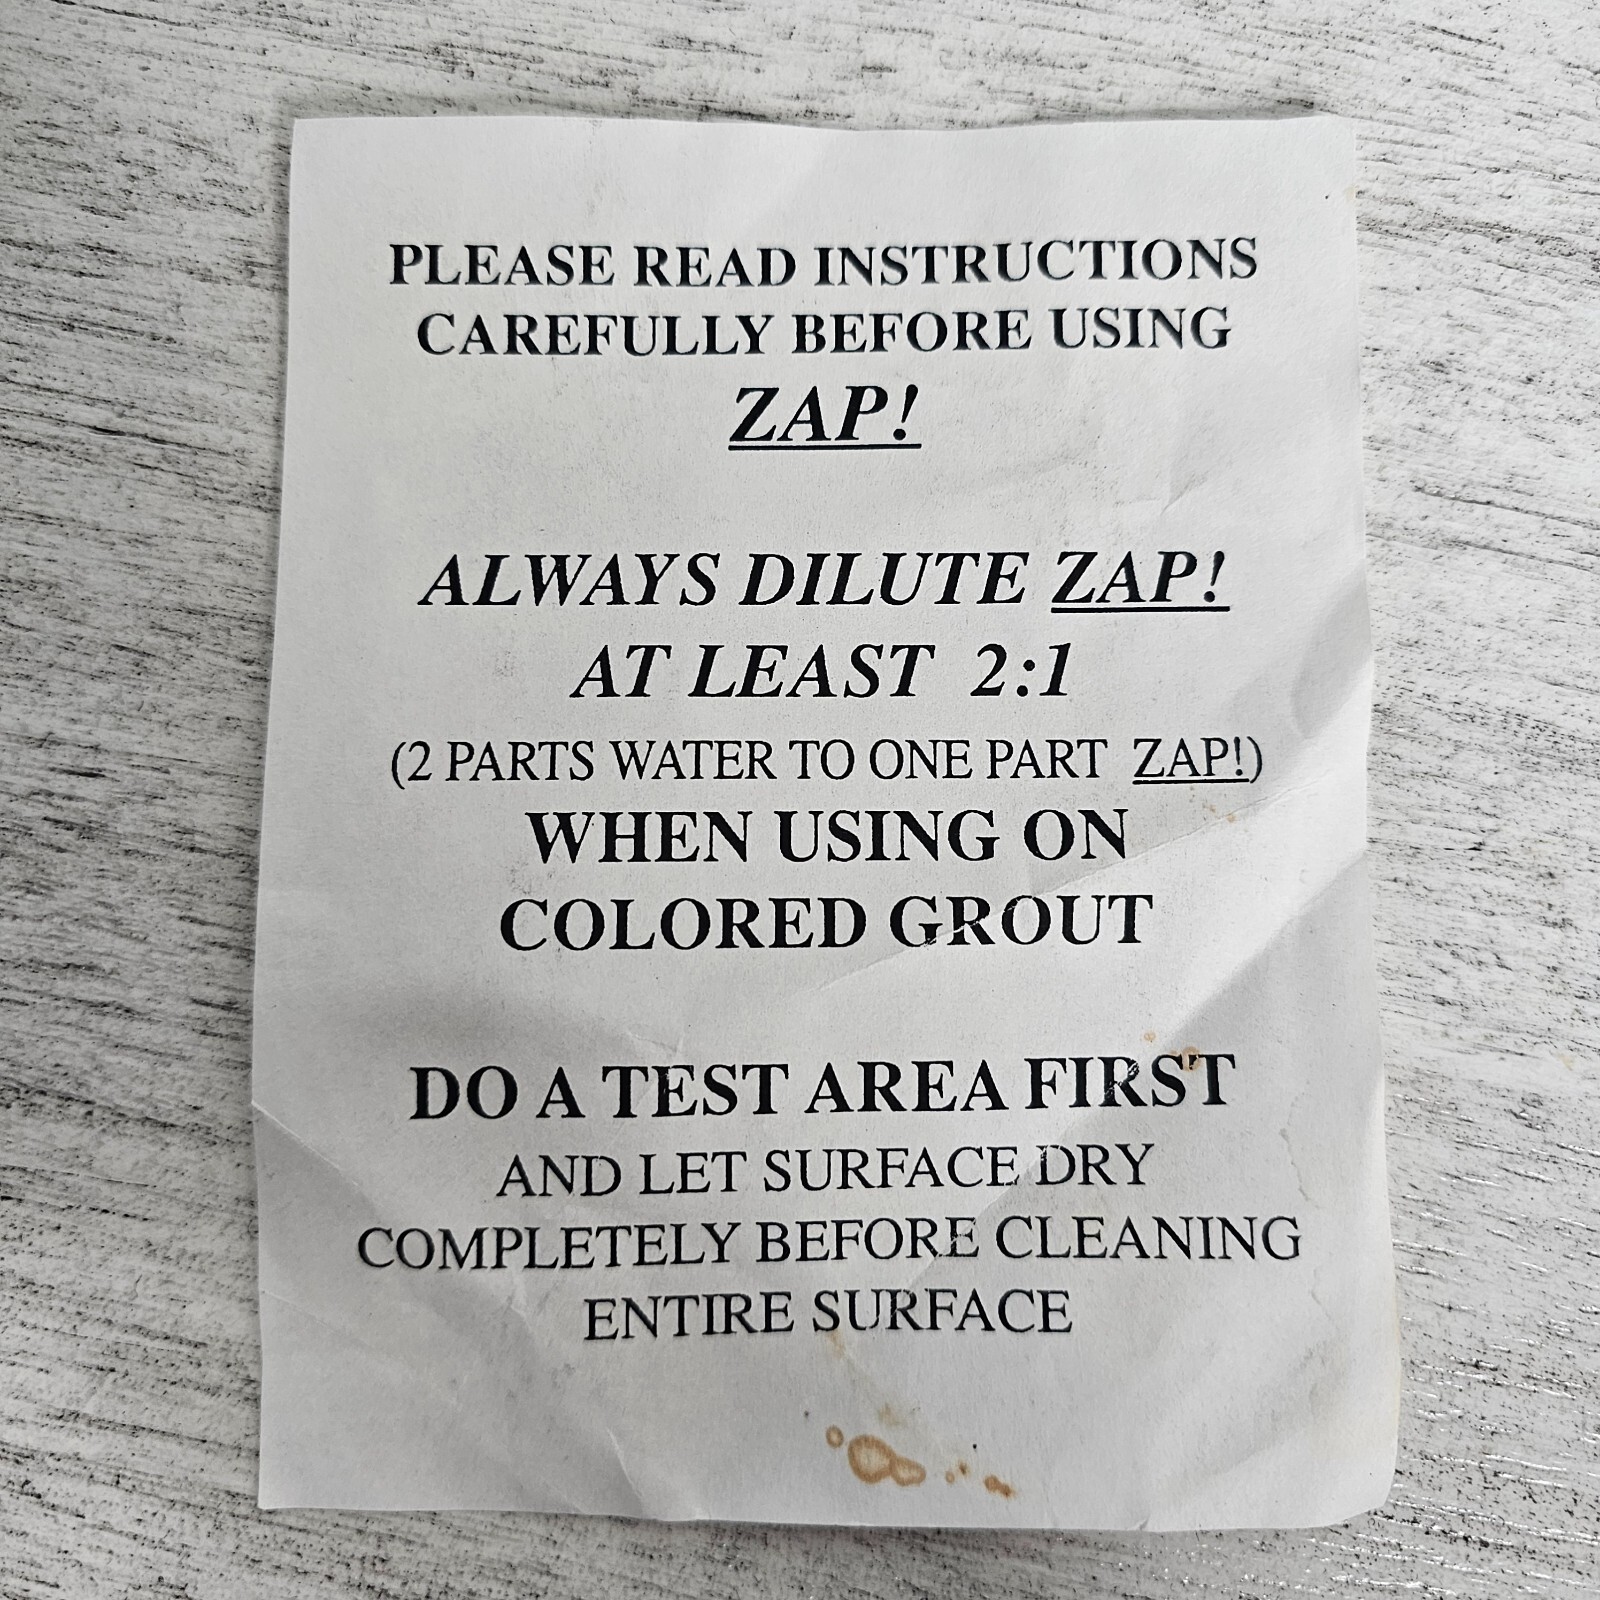 PLEASE READ INSTRUCTIONS
CAREFULLY BEFORE USING
ZAP!
ALWAYS DILUTE ZAP!
AT LEAST 2:1
(2 PARTS WATER TO ONE PART ZAP!)
WHEN USING ON
COLORED GROUT
DO A TEST AREA FIRST
AND LET SURFACE DRY
COMPLETELY BEFORE CLEANING
ENTIRE SURFACE